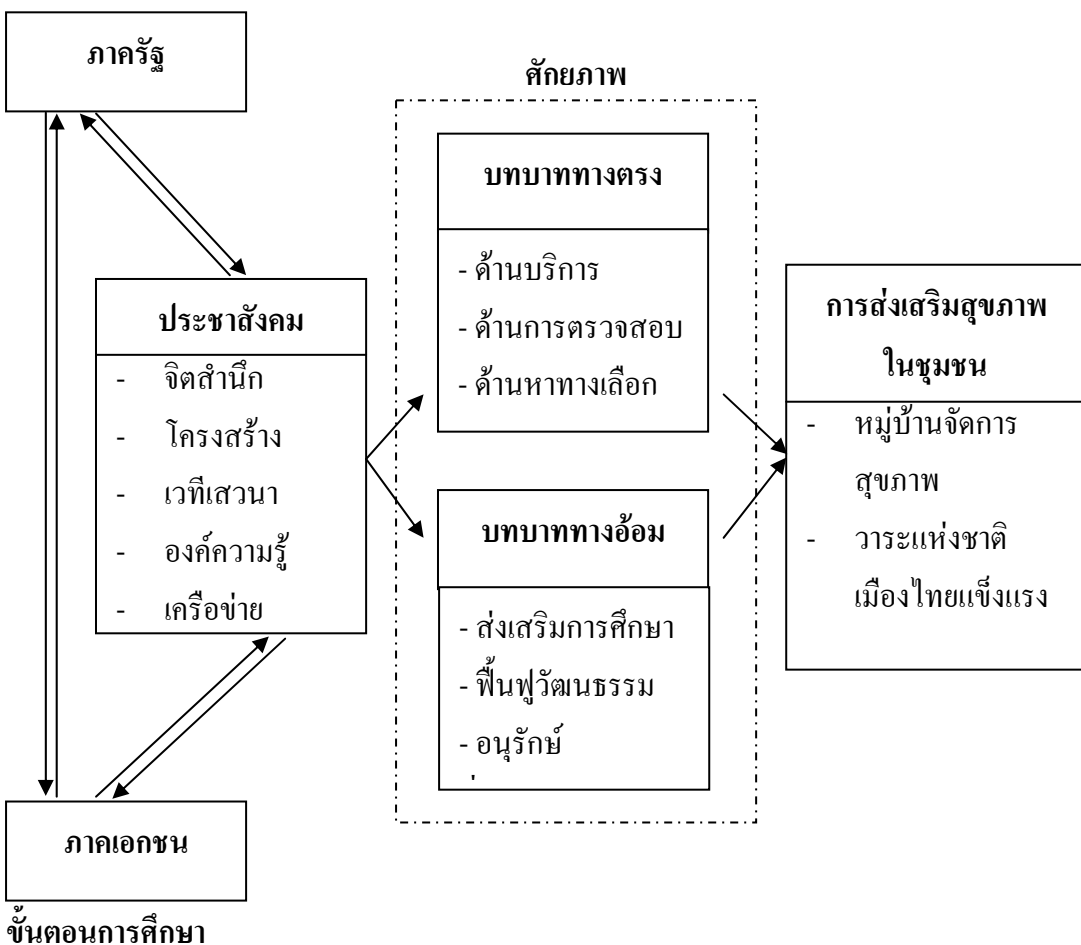 ภาครัฐ
ศักยภาพ
บทบาททางตรง
- ด้านบริการ
- ด้านการตรวจสอบ
- ด้านหาทางเลือก
ประชาสังคม
- จิตสำนึก
- โครงสร้าง
- เวทีเสวนา
- องค์ความรู้
- เครือข่าย
บทบาททางอ้อม
- ส่งเสริมการศึกษา
- ฟื้นฟูวัฒนธรรม
- อนุรักษ์
การส่งเสริมสุขภาพ
ในชุมชน
- หมู่บ้านจัดการ
สุขภาพ
- วาระแห่งชาติ
เมืองไทยแข็งแรง
ภาคเอกชน
ขั้นตอนการศึกษา